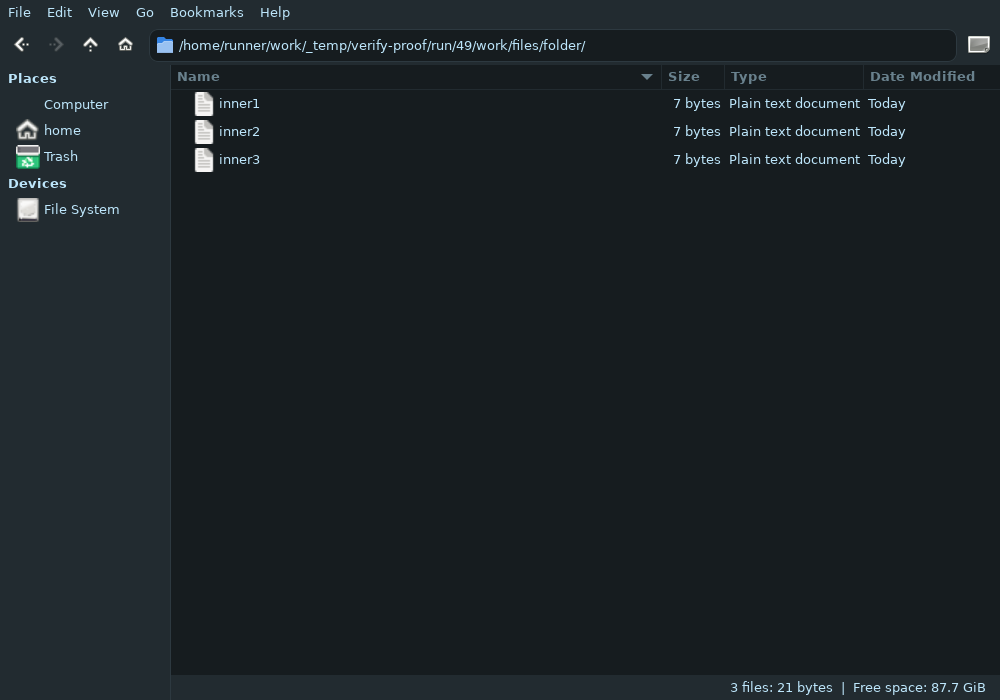 File Edit View Go Bookmarks Help
/home/runner/work/_temp/verify-proof/run/49/work/files/folder/
Places
Computer
home
Trash
Devices
File System
Name Size Type Date Modified
inner1 7 bytes Plain text document Today
inner2 7 bytes Plain text document Today
inner3 7 bytes Plain text document Today
3 files: 21 bytes | Free space: 87.7 GiB